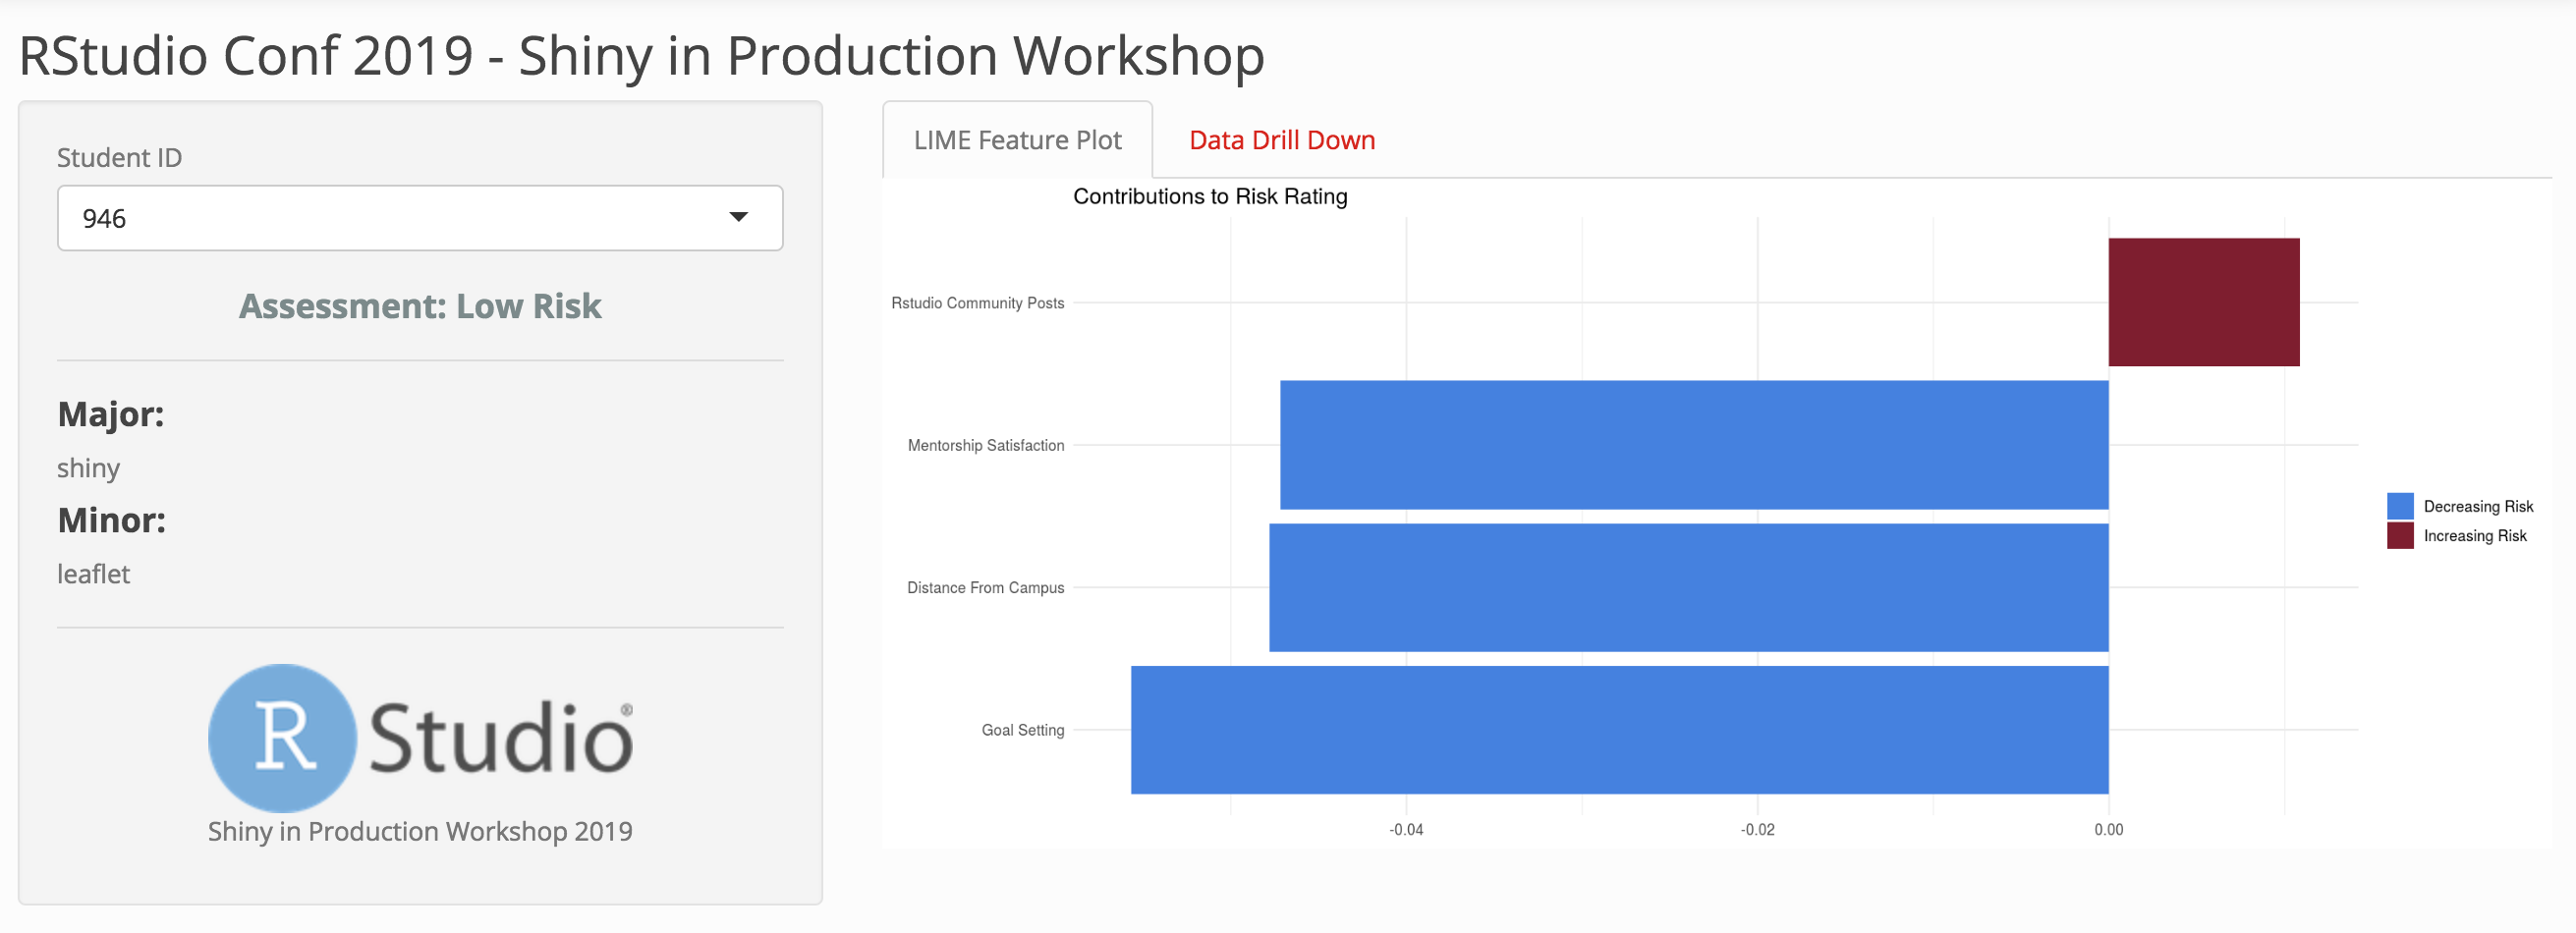 RStudio Conf 2019 - Shiny in Production Workshop
Student ID
946
Assessment: Low Risk
Major:
shiny
Minor:
leaflet
R Studio®
Shiny in Production Workshop 2019
LIME Feature Plot
Data Drill Down
Contributions to Risk Rating
Rstudio Community Posts
Mentorship Satisfaction
Distance From Campus
Goal Setting
-0.04
-0.02
0.00
Decreasing Risk
Increasing Risk